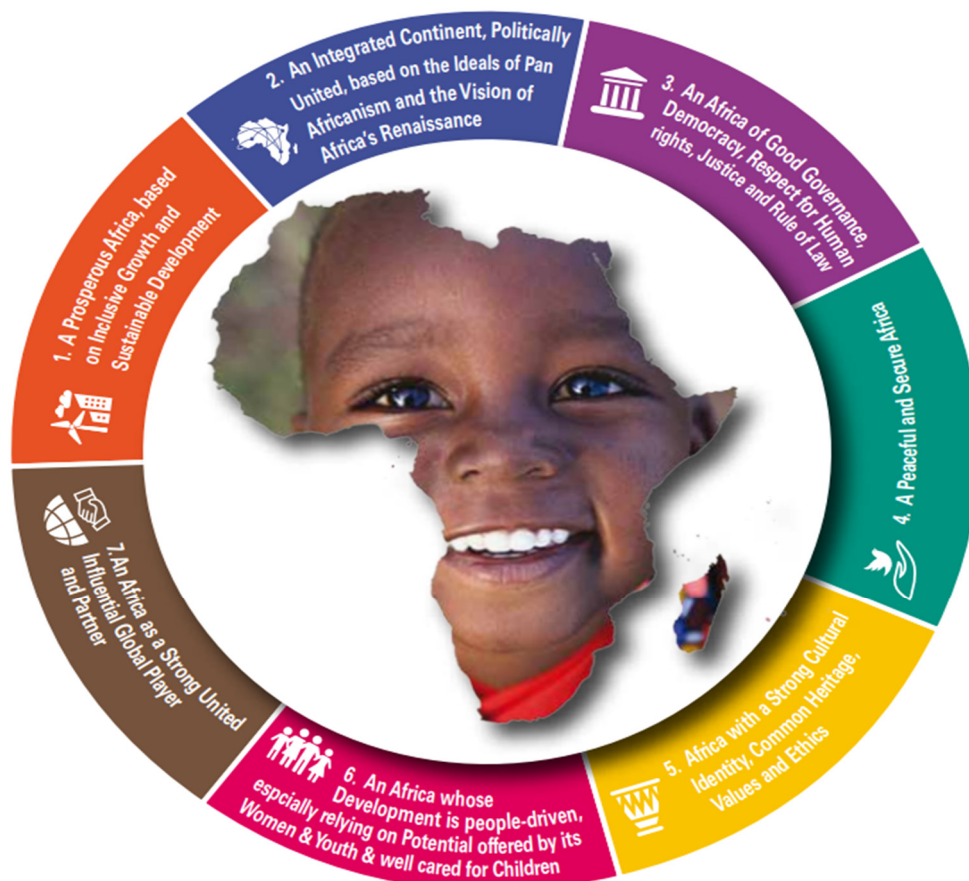 1. A Prosperous Africa, based
on Inclusive Growth and
Sustainable Development
2. An Integrated Continent, Politically
United, based on the Ideals of Pan
Africanism and the Vision of
Africa's Renaissance
3. An Africa of Good Governance,
Democracy, Respect for Human
rights, Justice and Rule of Law
4. A Peaceful and Secure Africa
5. Africa with a Strong Cultural
Identity, Common Heritage,
Values and Ethics
6. An Africa whose
Development is people-driven,
espcially relying on Potential offered by its
Women & Youth & well cared for Children
7.An Africa as a Strong United
Influential Global Player
and Partner